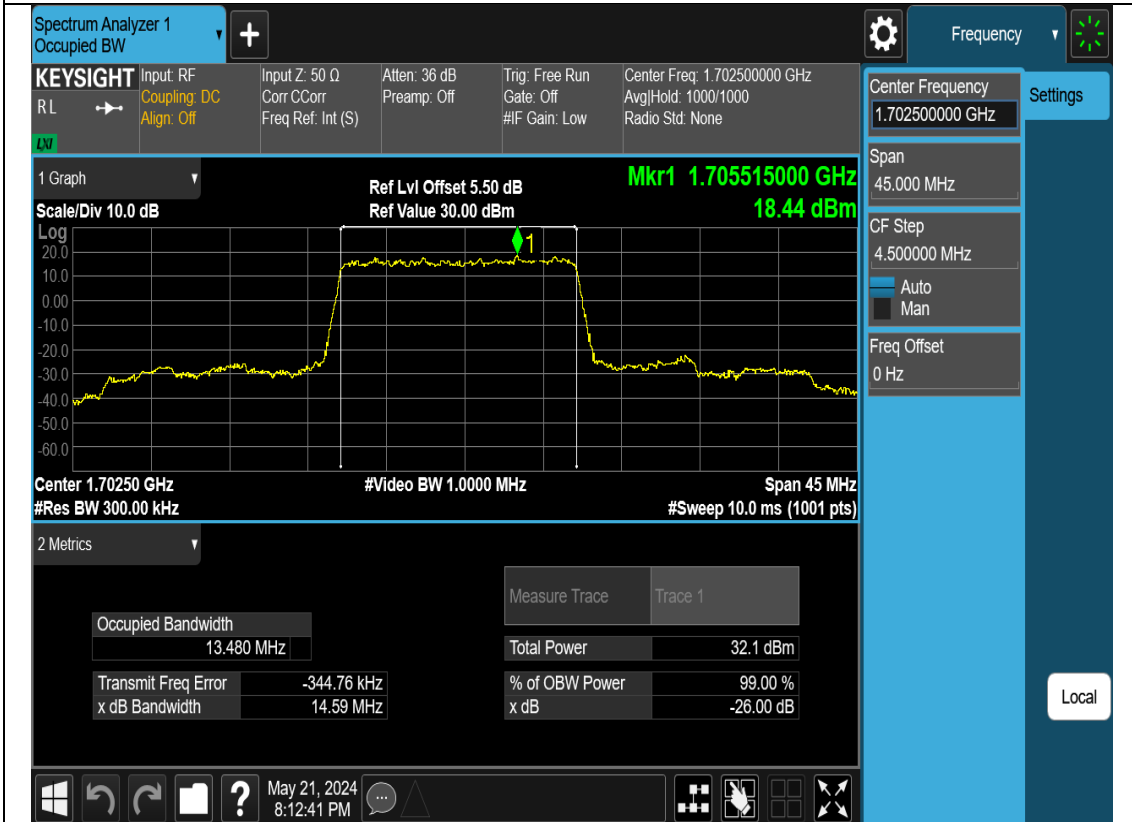 Spectrum Analyzer 1
Occupied BW
Frequency
KEYSIGHT
RL
LXI
Input: RF
Coupling: DC
Align: Off
Input Z: 50 Ω
Corr CCorr
Freq Ref: Int (S)
Atten: 36 dB
Preamp: Off
Trig: Free Run
Gate: Off
#IF Gain: Low
Center Freq: 1.702500000 GHz
Avg|Hold: 1000/1000
Radio Std: None
Center Frequency
1.702500000 GHz
Settings
Span
45.000 MHz
CF Step
4.500000 MHz
Auto
Man
Freq Offset
0 Hz
Local
1 Graph
Scale/Div 10.0 dB
Ref Lvl Offset 5.50 dB
Ref Value 30.00 dBm
Mkr1 1.705515000 GHz
18.44 dBm
Log
20.0
10.0
0.00
-10.0
-20.0
-30.0
-40.0
-50.0
-60.0
1
Center 1.70250 GHz
#Video BW 1.0000 MHz
Span 45 MHz
#Res BW 300.00 kHz
#Sweep 10.0 ms (1001 pts)
2 Metrics
Measure Trace Trace 1
Occupied Bandwidth
13.480 MHz
Total Power 32.1 dBm
Transmit Freq Error -344.76 kHz
% of OBW Power 99.00 %
x dB Bandwidth 14.59 MHz
x dB -26.00 dB
May 21, 2024
8:12:41 PM